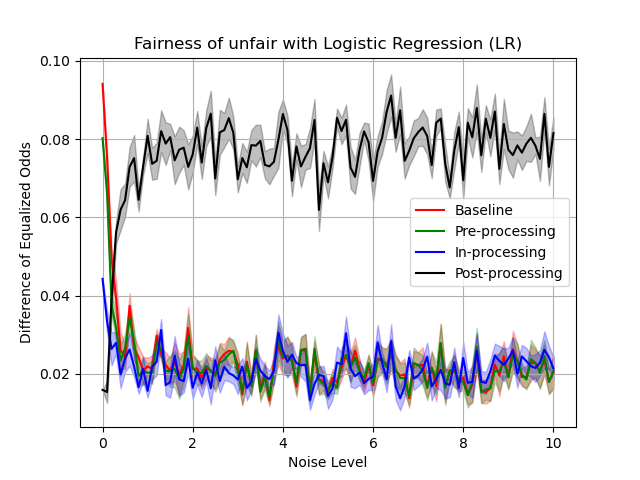 Fairness of unfair with Logistic Regression (LR)
0.10
0.08
0.06
0.04
0.02
Difference of Equalized Odds
Baseline
Pre-processing
In-processing
Post-processing
0 2 4 6 8 10
Noise Level